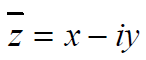 z̅ = x − iy